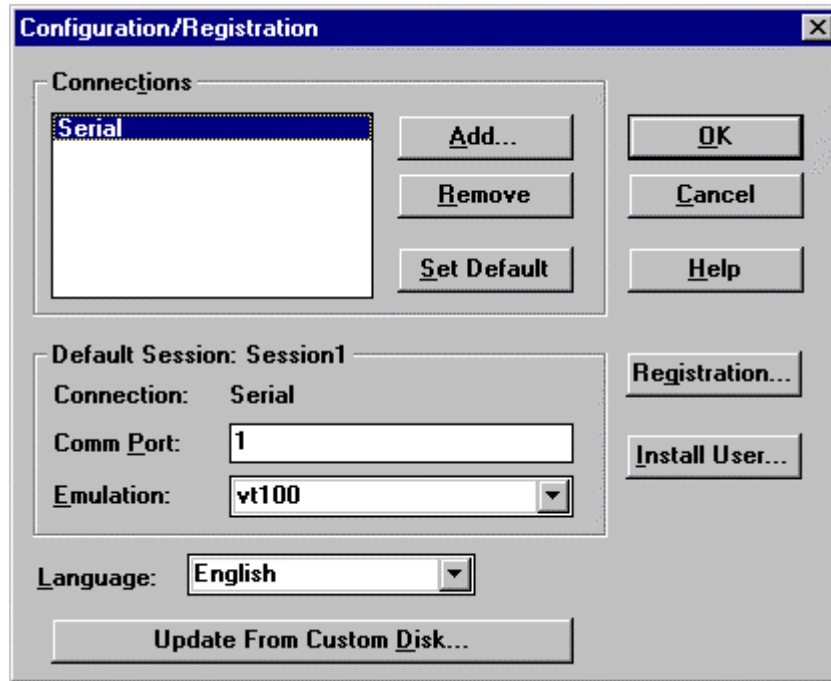 Configuration/Registration
Connections
Serial
Add...
Remove
Set Default
OK
Cancel
Help
Default Session: Session1
Connection: Serial
Comm Port: 1
Emulation: vt100
Registration...
Install User...
Language: English
Update From Custom Disk...